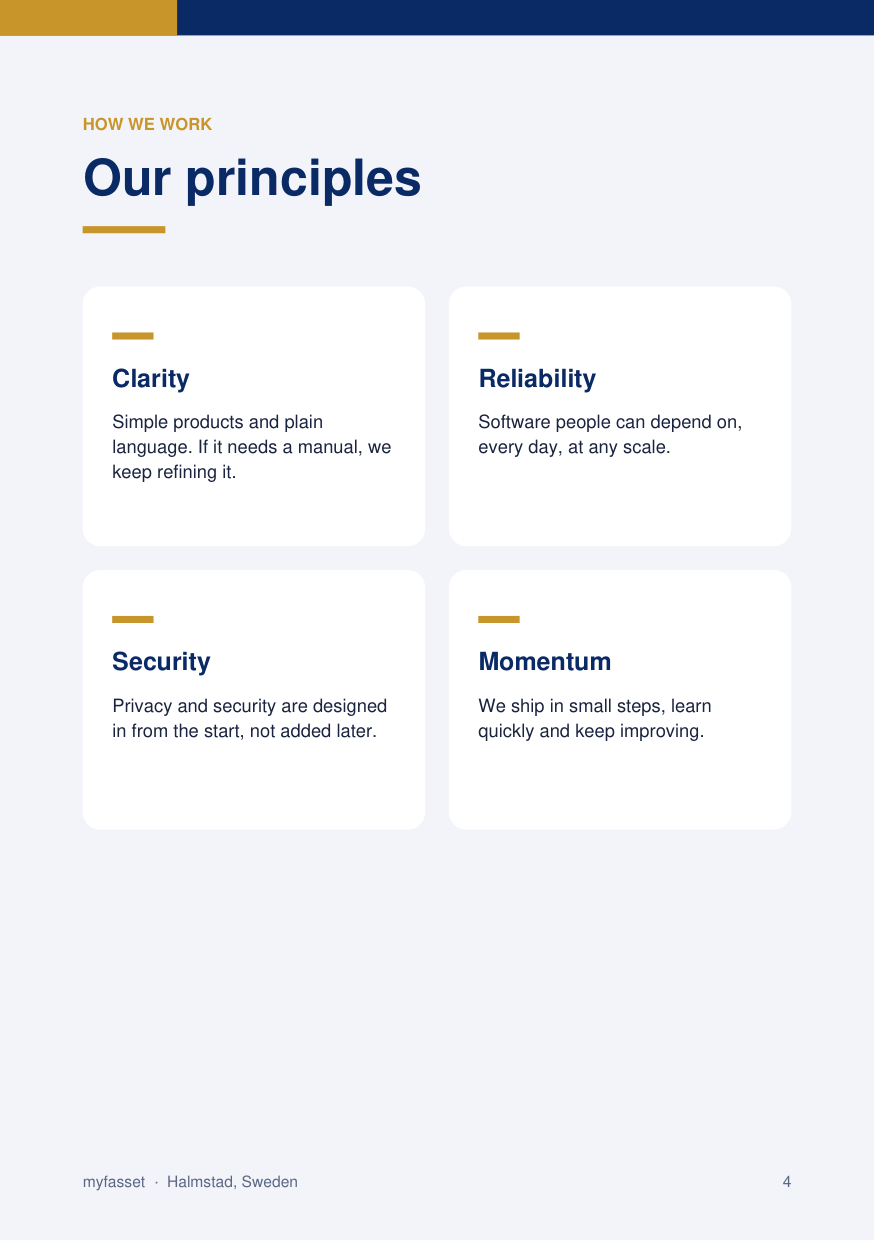 HOW WE WORK
Our principles
Clarity
Simple products and plain
language. If it needs a manual, we
keep refining it.
Reliability
Software people can depend on,
every day, at any scale.
Security
Privacy and security are designed
in from the start, not added later.
Momentum
We ship in small steps, learn
quickly and keep improving.
myfasset · Halmstad, Sweden
4